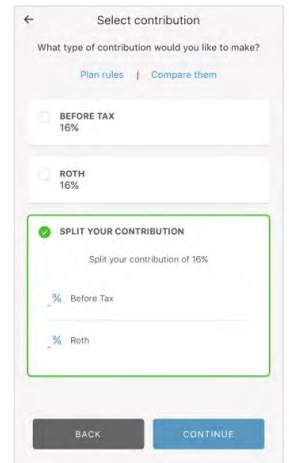 ← Select contribution
What type of contribution would you like to make?
Plan rules | Compare them
BEFORE TAX
16%
ROTH
16%
SPLIT YOUR CONTRIBUTION
Split your contribution of 16%
_% Before Tax
_% Roth
BACK CONTINUE